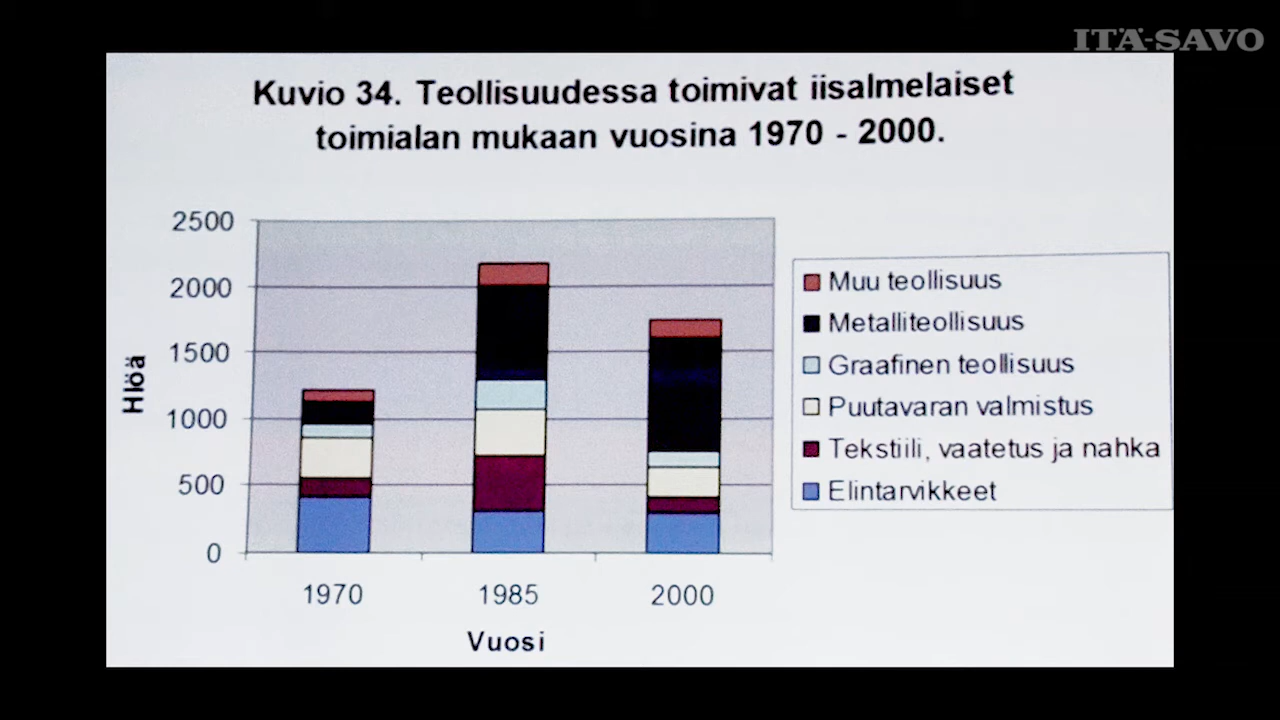 ITÄ-SAVO
Kuvio 34. Teollisuudessa toimivat iisalmelaiset
toimialan mukaan vuosina 1970 - 2000.
2500
2000
1500
1000
500
0
Hlöä
1970
1985
2000
Vuosi
Muu teollisuus
Metalliteollisuus
Graafinen teollisuus
Puutavaran valmistus
Tekstiili, vaatetus ja nahka
Elintarvikkeet